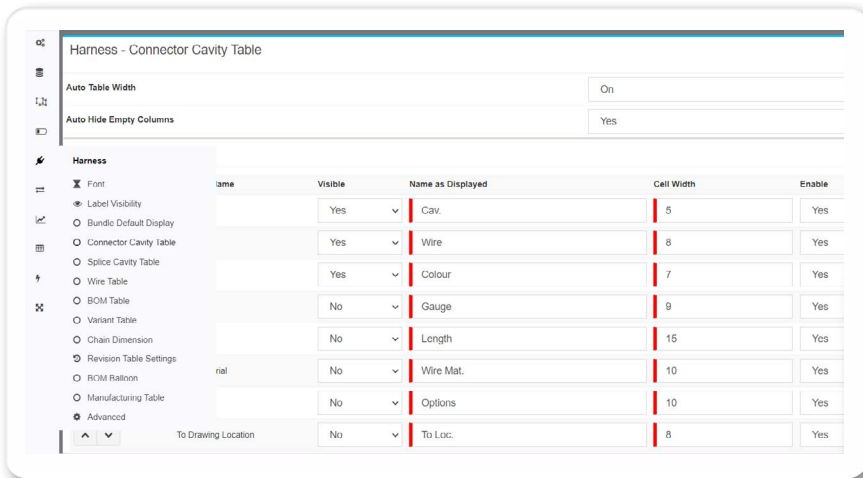 Harness - Connector Cavity Table
Auto Table Width On
Auto Hide Empty Columns Yes
Harness
Font
Label Visibility
Bundle Default Display
Connector Cavity Table
Splice Cavity Table
Wire Table
BOM Table
Variant Table
Chain Dimension
Revision Table Settings
BOM Balloon
Manufacturing Table
Advanced
Visible Name as Displayed Cell Width Enable
Yes Cav. 5 Yes
Yes Wire 8 Yes
Yes Colour 7 Yes
No Gauge 9 Yes
No Length 15 Yes
No Wire Mat. 10 Yes
No Options 10 Yes
To Drawing Location No To Loc. 8 Yes